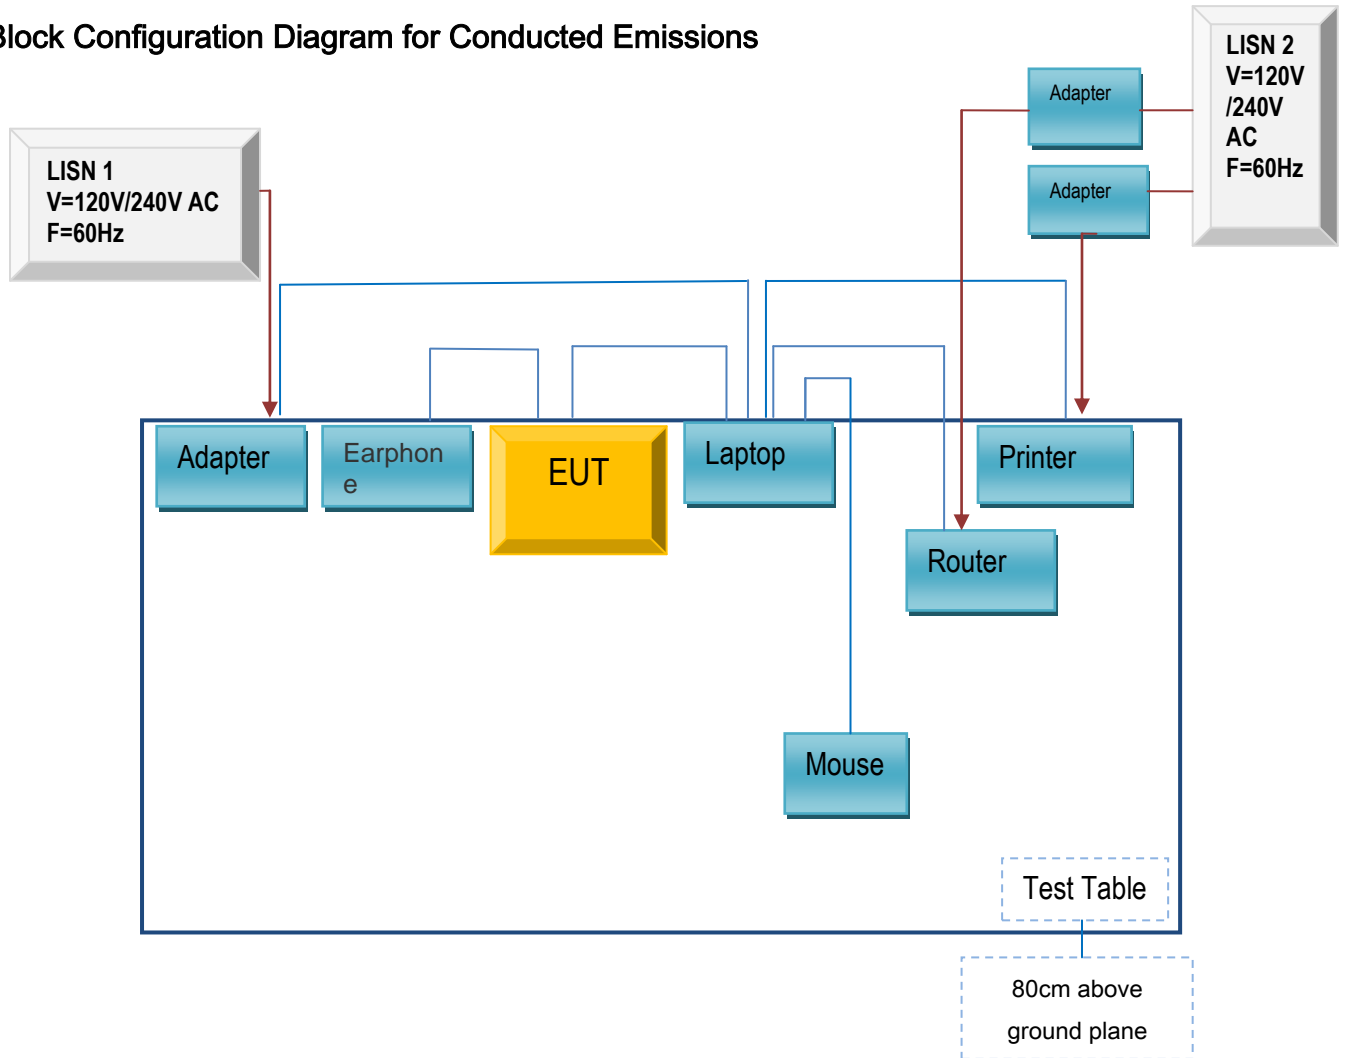 Block Configuration Diagram for Conducted Emissions
LISN 2
V=120V
/240V
AC
F=60Hz
Adapter
Adapter
LISN 1
V=120V/240V AC
F=60Hz
Adapter
Earphon
e
EUT
Laptop
Printer
Router
Mouse
Test Table
80cm above
ground plane